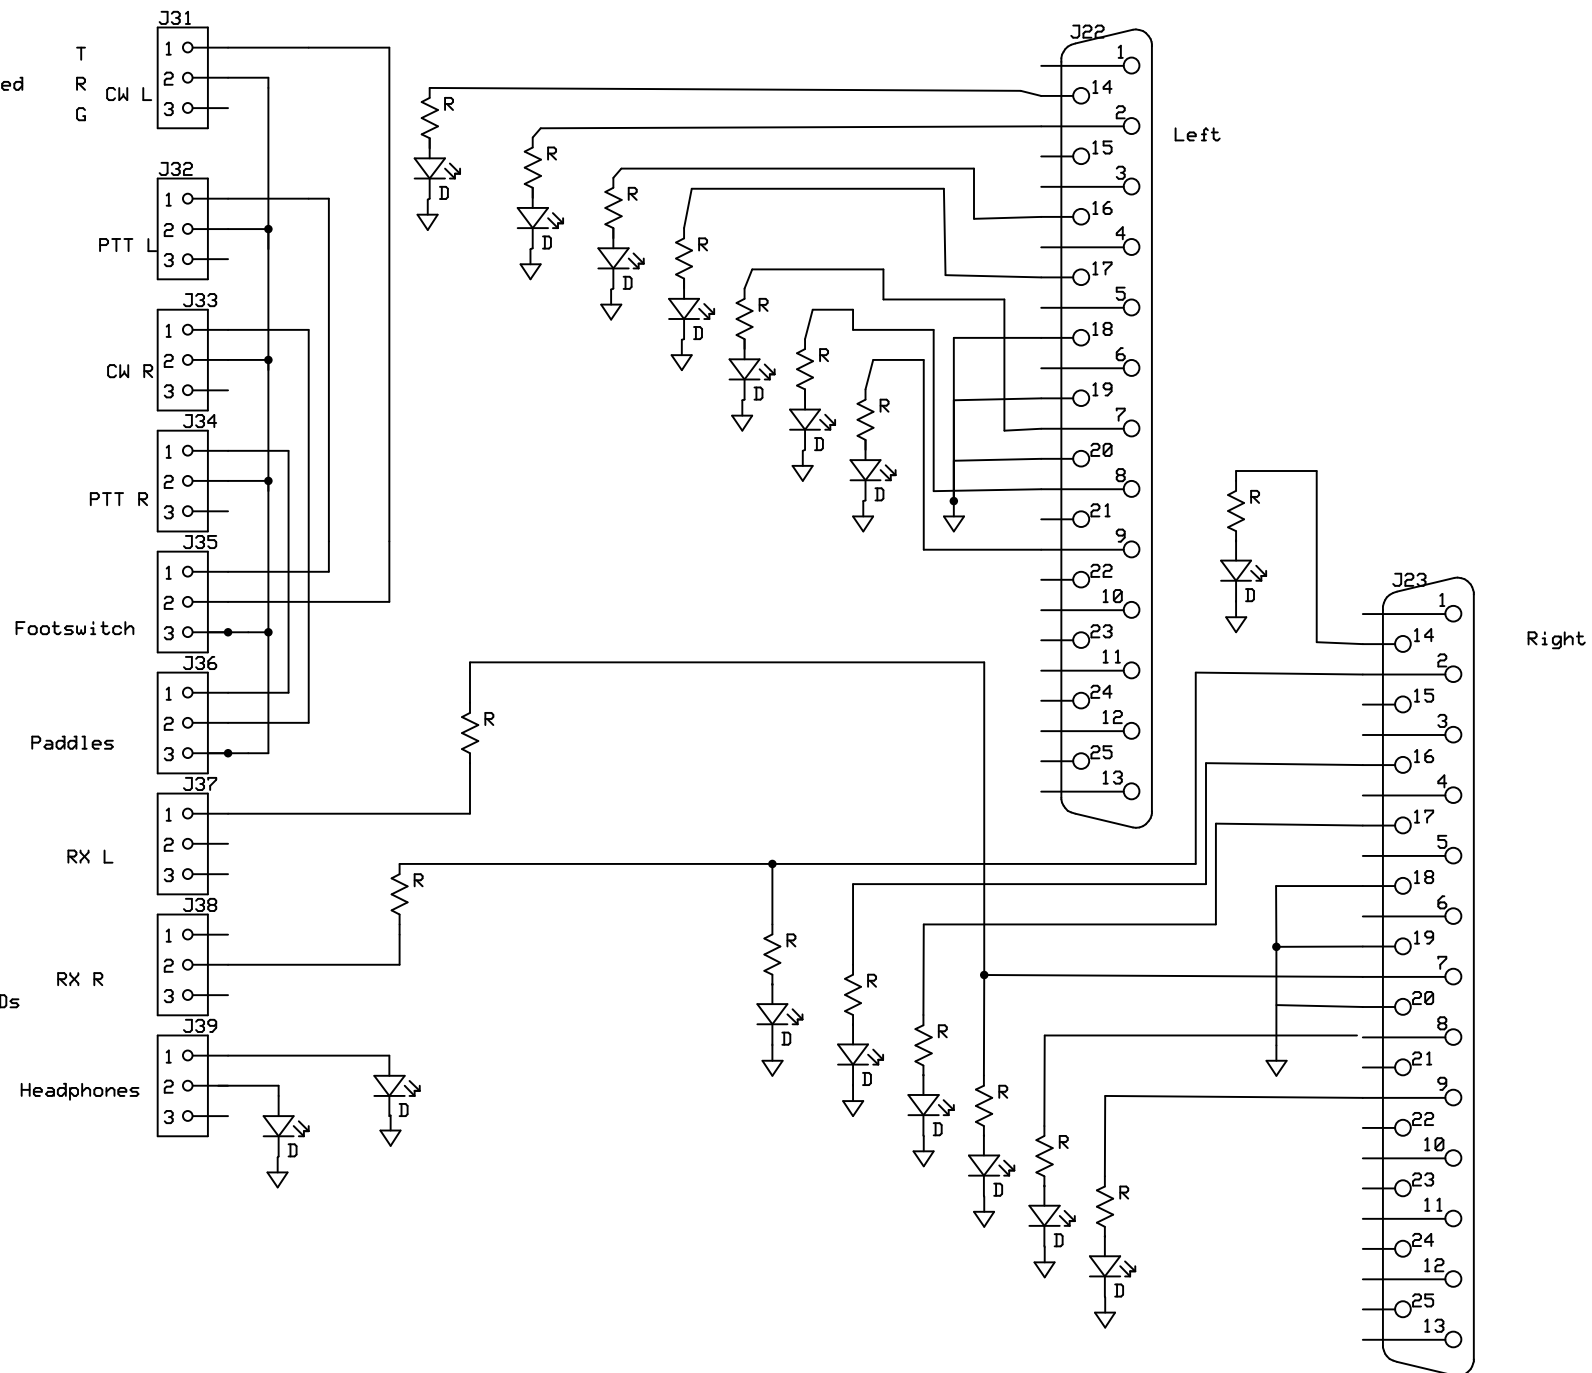 J31
1
2
3
T
R
G
CW L
ed
J32
1
2
3
PTT L
J33
1
2
3
CW R
J34
1
2
3
PTT R
J35
1
2
3
Footswitch
J36
1
2
3
Paddles
J37
1
2
3
RX L
J38
1
2
3
RX R
Ds
J39
1
2
3
Headphones
R
D
R
D
R
D
R
D
R
D
R
D
R
D
J22
1
14
2
15
3
16
4
17
5
18
6
19
7
20
8
21
9
22
10
23
11
24
12
25
13
Left
R
R
D
D
R
D
R
D
R
D
R
D
R
D
R
D
R
D
J23
1
14
2
15
3
16
4
17
5
18
6
19
7
20
8
21
9
22
10
23
11
24
12
25
13
Right